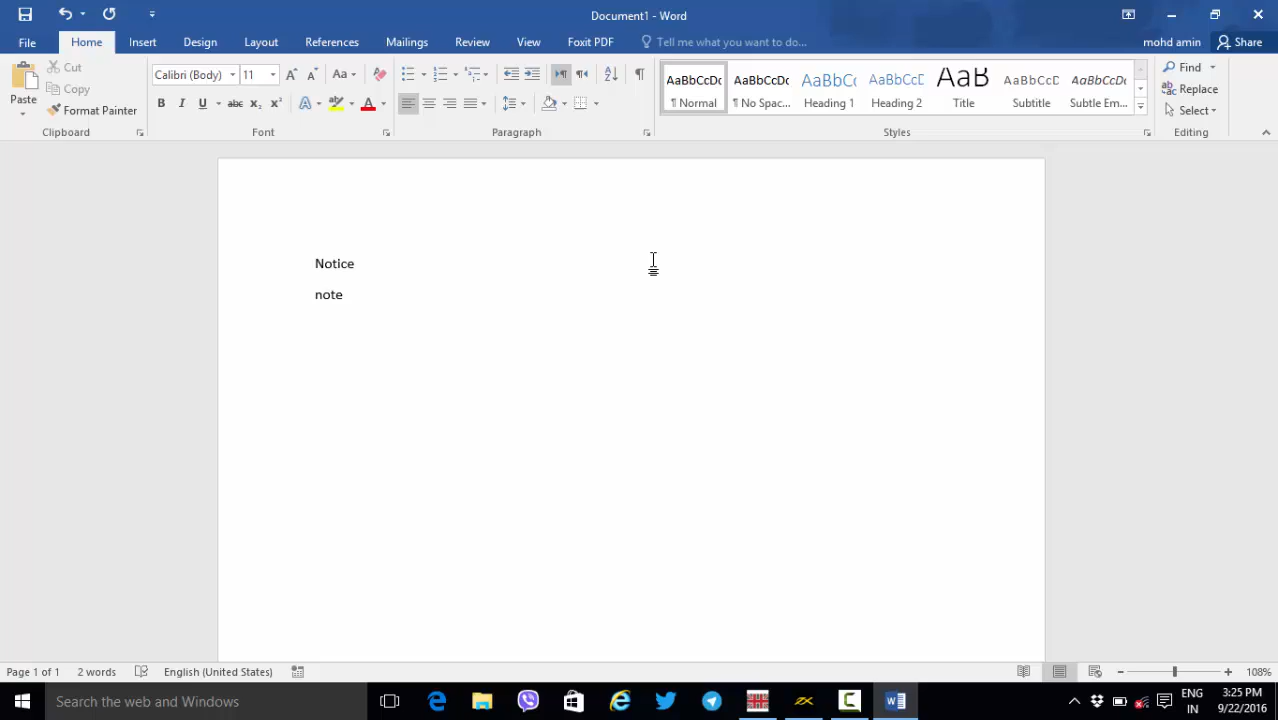 Document1 - Word
File Home Insert Design Layout References Mailings Review View Foxit PDF Tell me what you want to do... mohd amin Share
Paste Cut Copy Format Painter
Calibri (Body) 11 Aa
AaBbCcDc AaBbCcDc AaBbCc AaBbCcD AaB AaBbCcD AaBbCcDc
¶ Normal ¶ No Spac... Heading 1 Heading 2 Title Subtitle Subtle Em...
Find Replace Select
Clipboard Font Paragraph Styles Editing
Notice
note
Page 1 of 1 2 words English (United States) 108%
Search the web and Windows
ENG IN
3:25 PM
9/22/2016